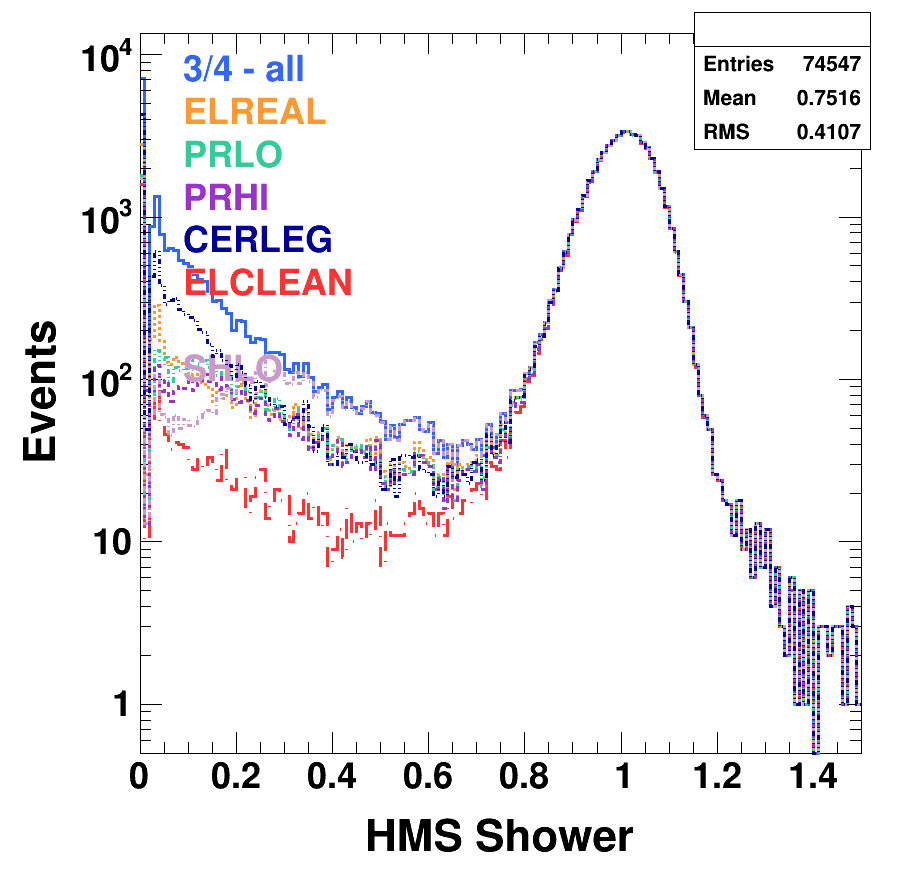 10⁴
10³
10²
10
1
0 0.2 0.4 0.6 0.8 1 1.2 1.4
Events
HMS Shower
3/4 - all
ELREAL
PRLO
PRHI
CERLEG
ELCLEAN
SHLO
Entries 74547
Mean 0.7516
RMS 0.4107